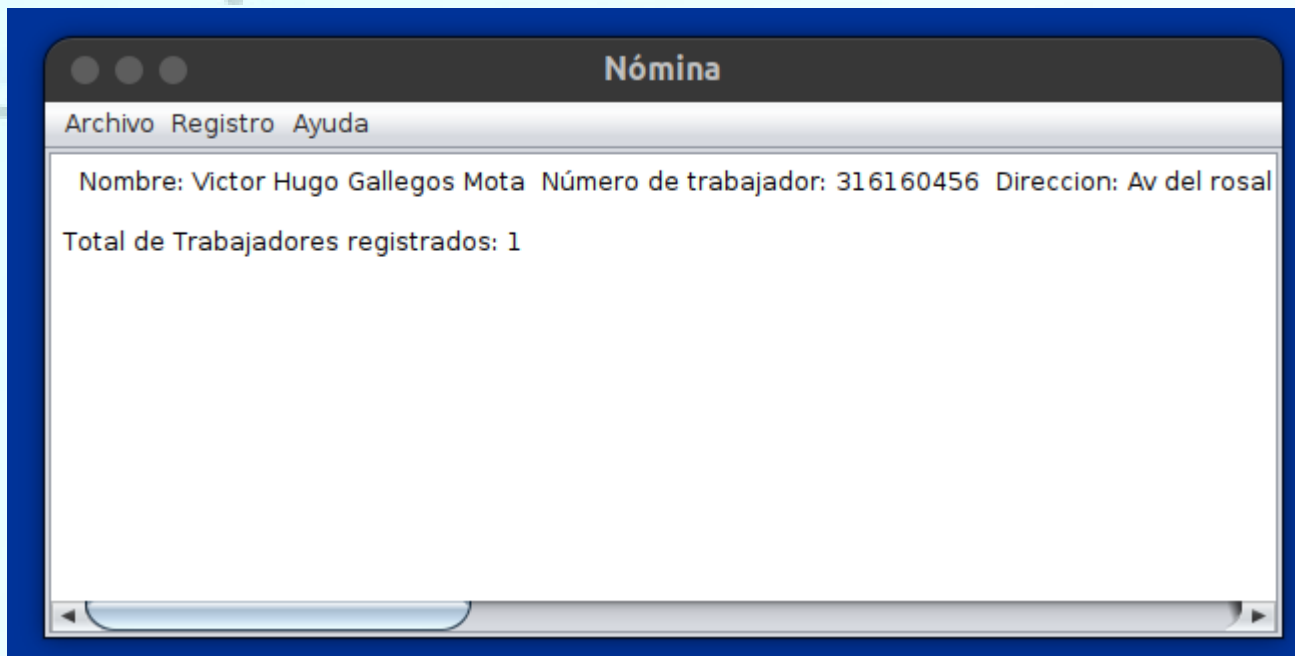 Nómina
Archivo Registro Ayuda
Nombre: Victor Hugo Gallegos Mota Número de trabajador: 316160456 Direccion: Av del rosal
Total de Trabajadores registrados: 1